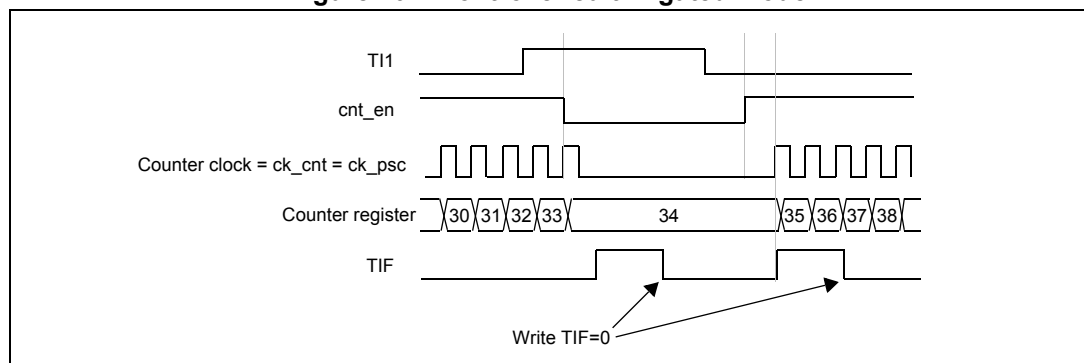 TI1
cnt_en
Counter clock = ck_cnt = ck_psc
Counter register 30 31 32 33 34 35 36 37 38
TIF
Write TIF=0